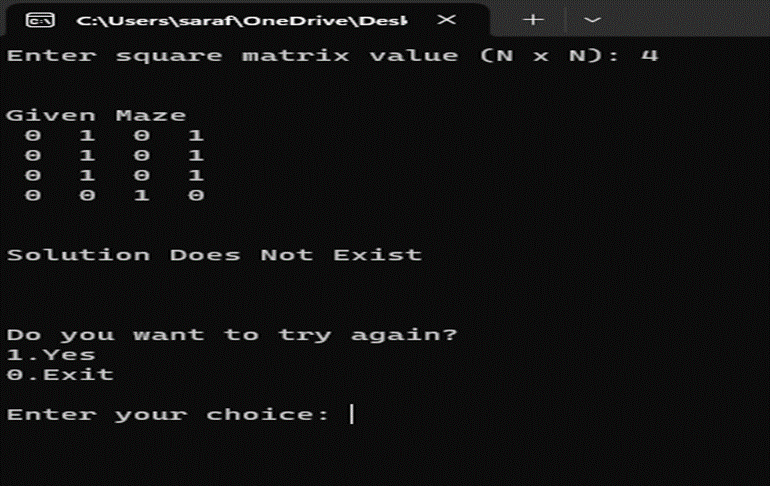 C:\Users\saraf\OneDrive\Desk
Enter square matrix value (N x N): 4
Given Maze
0 1 0 1
0 1 0 1
0 1 0 1
0 0 1 0
Solution Does Not Exist
Do you want to try again?
1.Yes
0.Exit
Enter your choice: